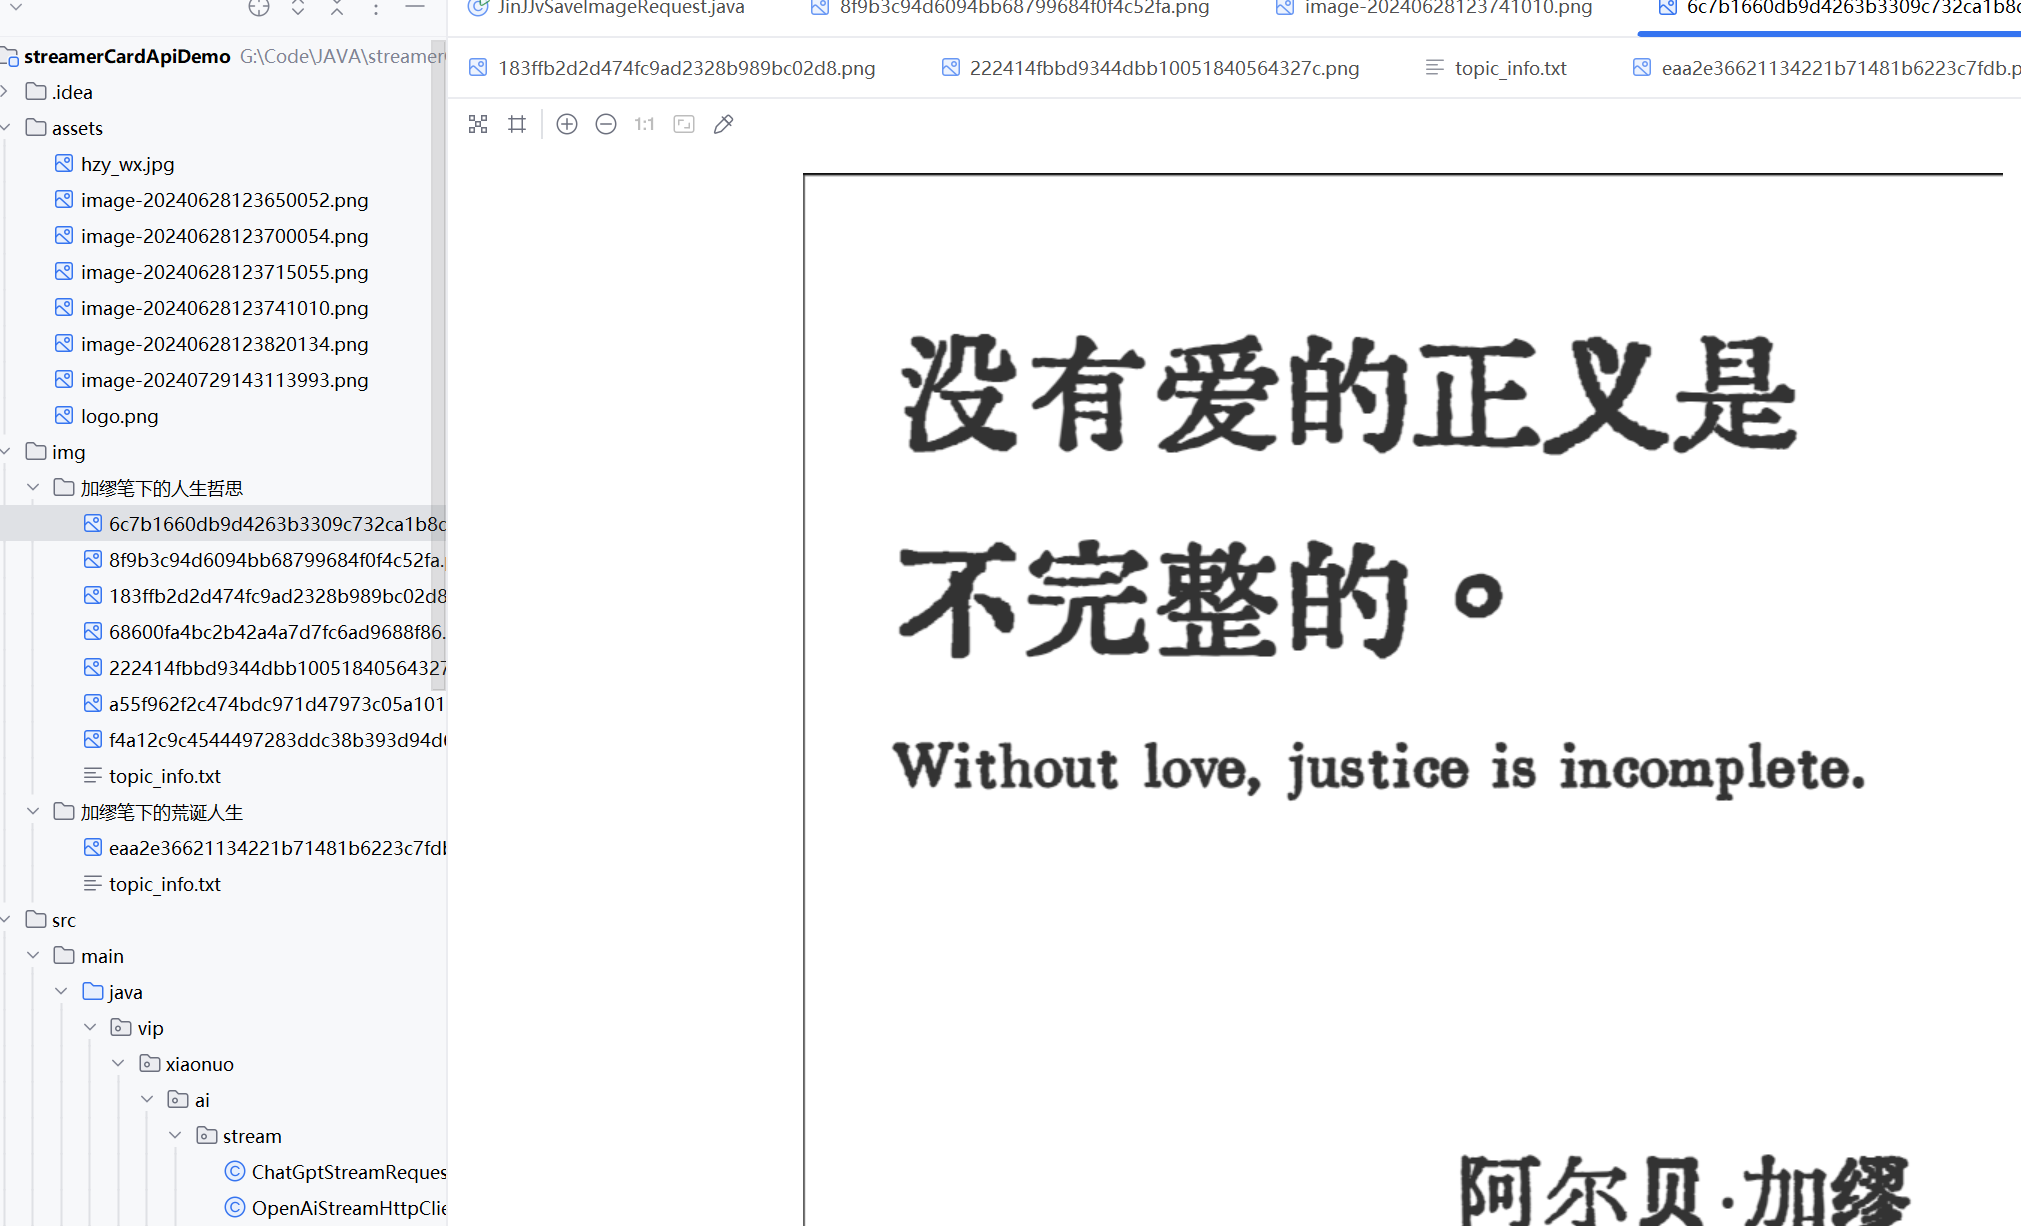 streamerCardApiDemo G:\Code\JAVA\streamer
.idea
assets
hzy_wx.jpg
image-20240628123650052.png
image-20240628123700054.png
image-20240628123715055.png
image-20240628123741010.png
image-20240628123820134.png
image-20240729143113993.png
logo.png
img
加缪笔下的人生哲思
6c7b1660db9d4263b3309c732ca1b8c
8f9b3c94d6094bb68799684f0f4c52fa.
183ffb2d2d474fc9ad2328b989bc02d8
68600fa4bc2b42a4a7d7fc6ad9688f86.
222414fbbd9344dbb10051840564327
a55f962f2c474bdc971d47973c05a101
f4a12c9c4544497283ddc38b393d94d
topic_info.txt
加缪笔下的荒诞人生
eaa2e36621134221b71481b6223c7fdb
topic_info.txt
src
main
java
vip
xiaonuo
ai
stream
ChatGptStreamReques
OpenAiStreamHttpClie
JinJJvSaveImageRequest.java 8f9b3c94d6094bb68799684f0f4c52fa.png image-20240628123741010.png 6c7b1660db9d4263b3309c732ca1b8c
183ffb2d2d474fc9ad2328b989bc02d8.png 222414fbbd9344dbb10051840564327c.png topic_info.txt eaa2e36621134221b71481b6223c7fdb.p
1:1
没有爱的正义是
不完整的。
Without love, justice is incomplete.
阿尔贝·加缪